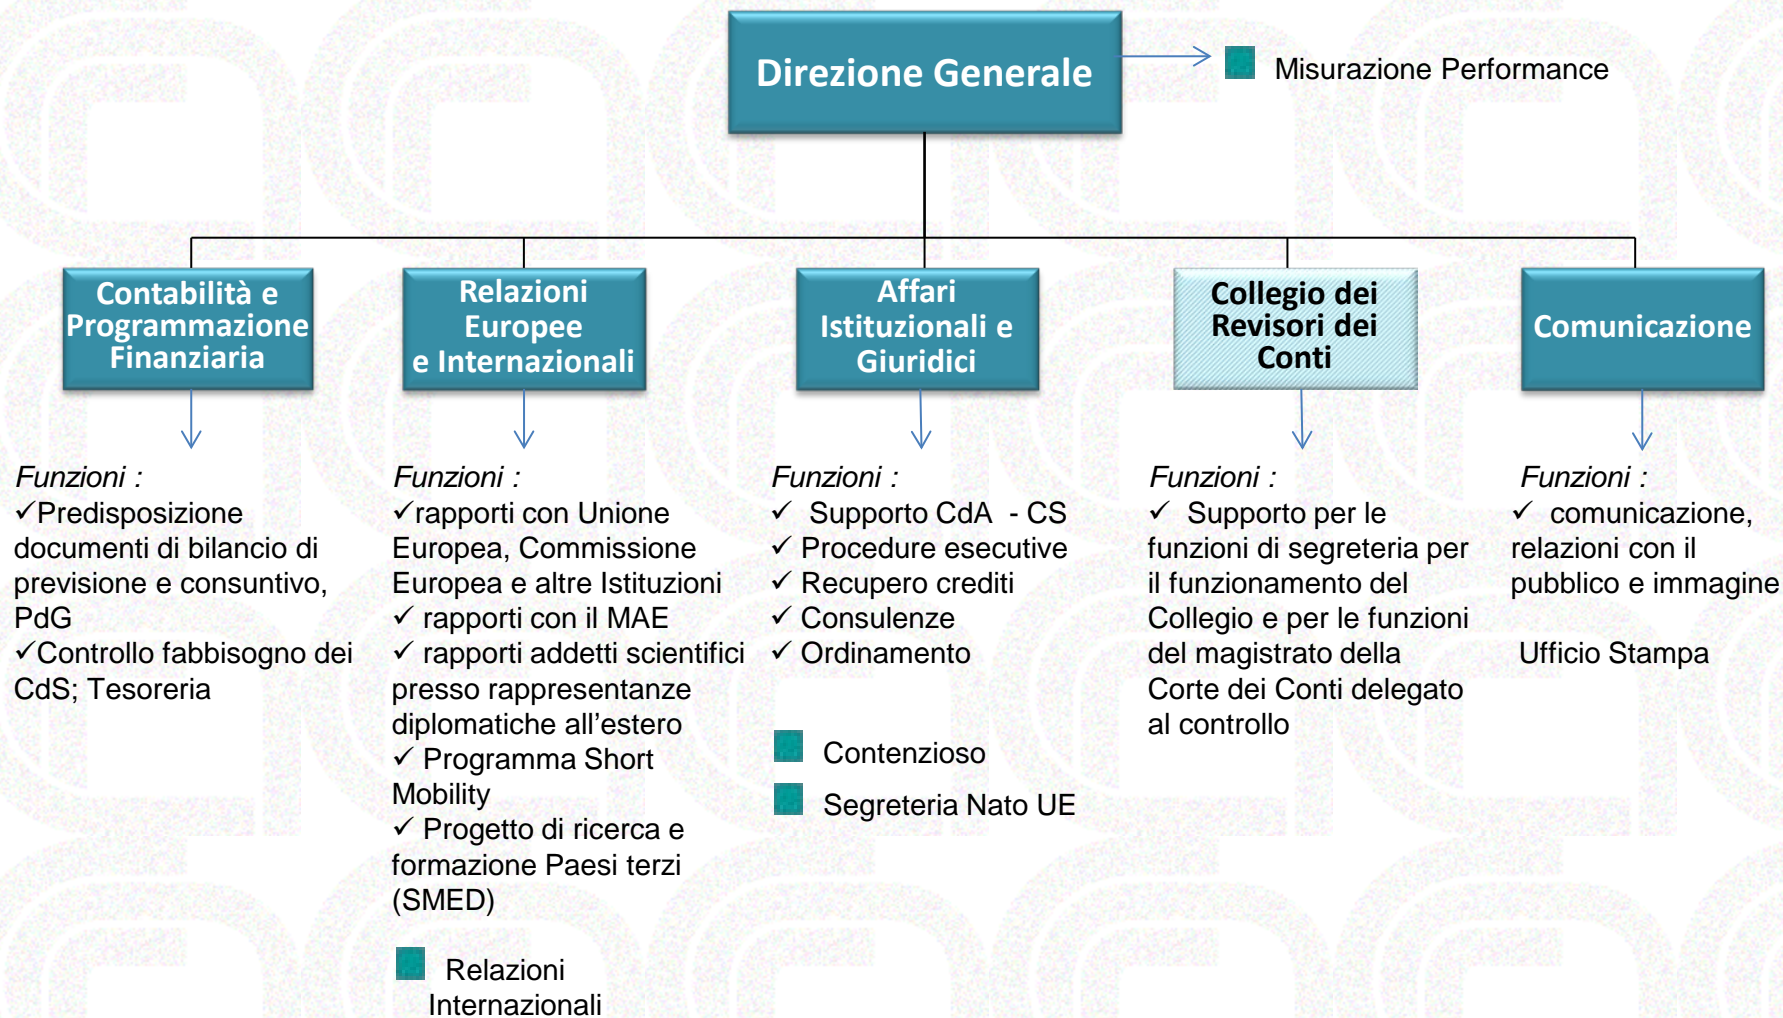 Direzione Generale
Misurazione Performance
Contabilità e
Programmazione
Finanziaria
Relazioni
Europee
e Internazionali
Affari
Istituzionali e
Giuridici
Collegio dei
Revisori dei
Conti
Comunicazione
Funzioni :
✓Predisposizione
documenti di bilancio di
previsione e consuntivo,
PdG
✓Controllo fabbisogno dei
CdS; Tesoreria
Funzioni :
✓rapporti con Unione
Europea, Commissione
Europea e altre Istituzioni
✓ rapporti con il MAE
✓ rapporti addetti scientifici
presso rappresentanze
diplomatiche all’estero
✓ Programma Short
Mobility
✓ Progetto di ricerca e
formazione Paesi terzi
(SMED)
Relazioni
Internazionali
Funzioni :
✓ Supporto CdA - CS
✓ Procedure esecutive
✓ Recupero crediti
✓ Consulenze
✓ Ordinamento
Contenzioso
Segreteria Nato UE
Funzioni :
✓ Supporto per le
funzioni di segreteria per
il funzionamento del
Collegio e per le funzioni
del magistrato della
Corte dei Conti delegato
al controllo
Funzioni :
✓ comunicazione,
relazioni con il
pubblico e immagine
Ufficio Stampa